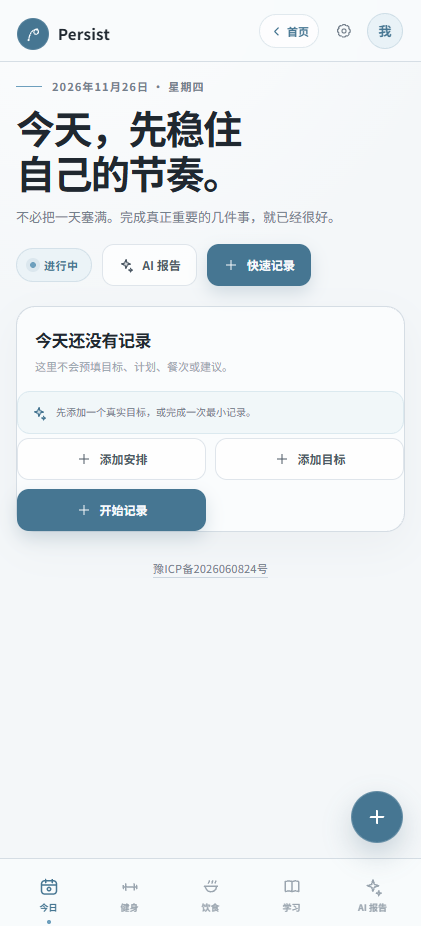 Persist
首页
我
2026年11月26日 · 星期四
今天，先稳住
自己的节奏。
不必把一天塞满。完成真正重要的几件事，就已经很好。
进行中
AI 报告
快速记录
今天还没有记录
这里不会预填目标、计划、餐次或建议。
先添加一个真实目标，或完成一次最小记录。
添加安排
添加目标
开始记录
豫ICP备2026060824号
今日
健身
饮食
学习
AI 报告